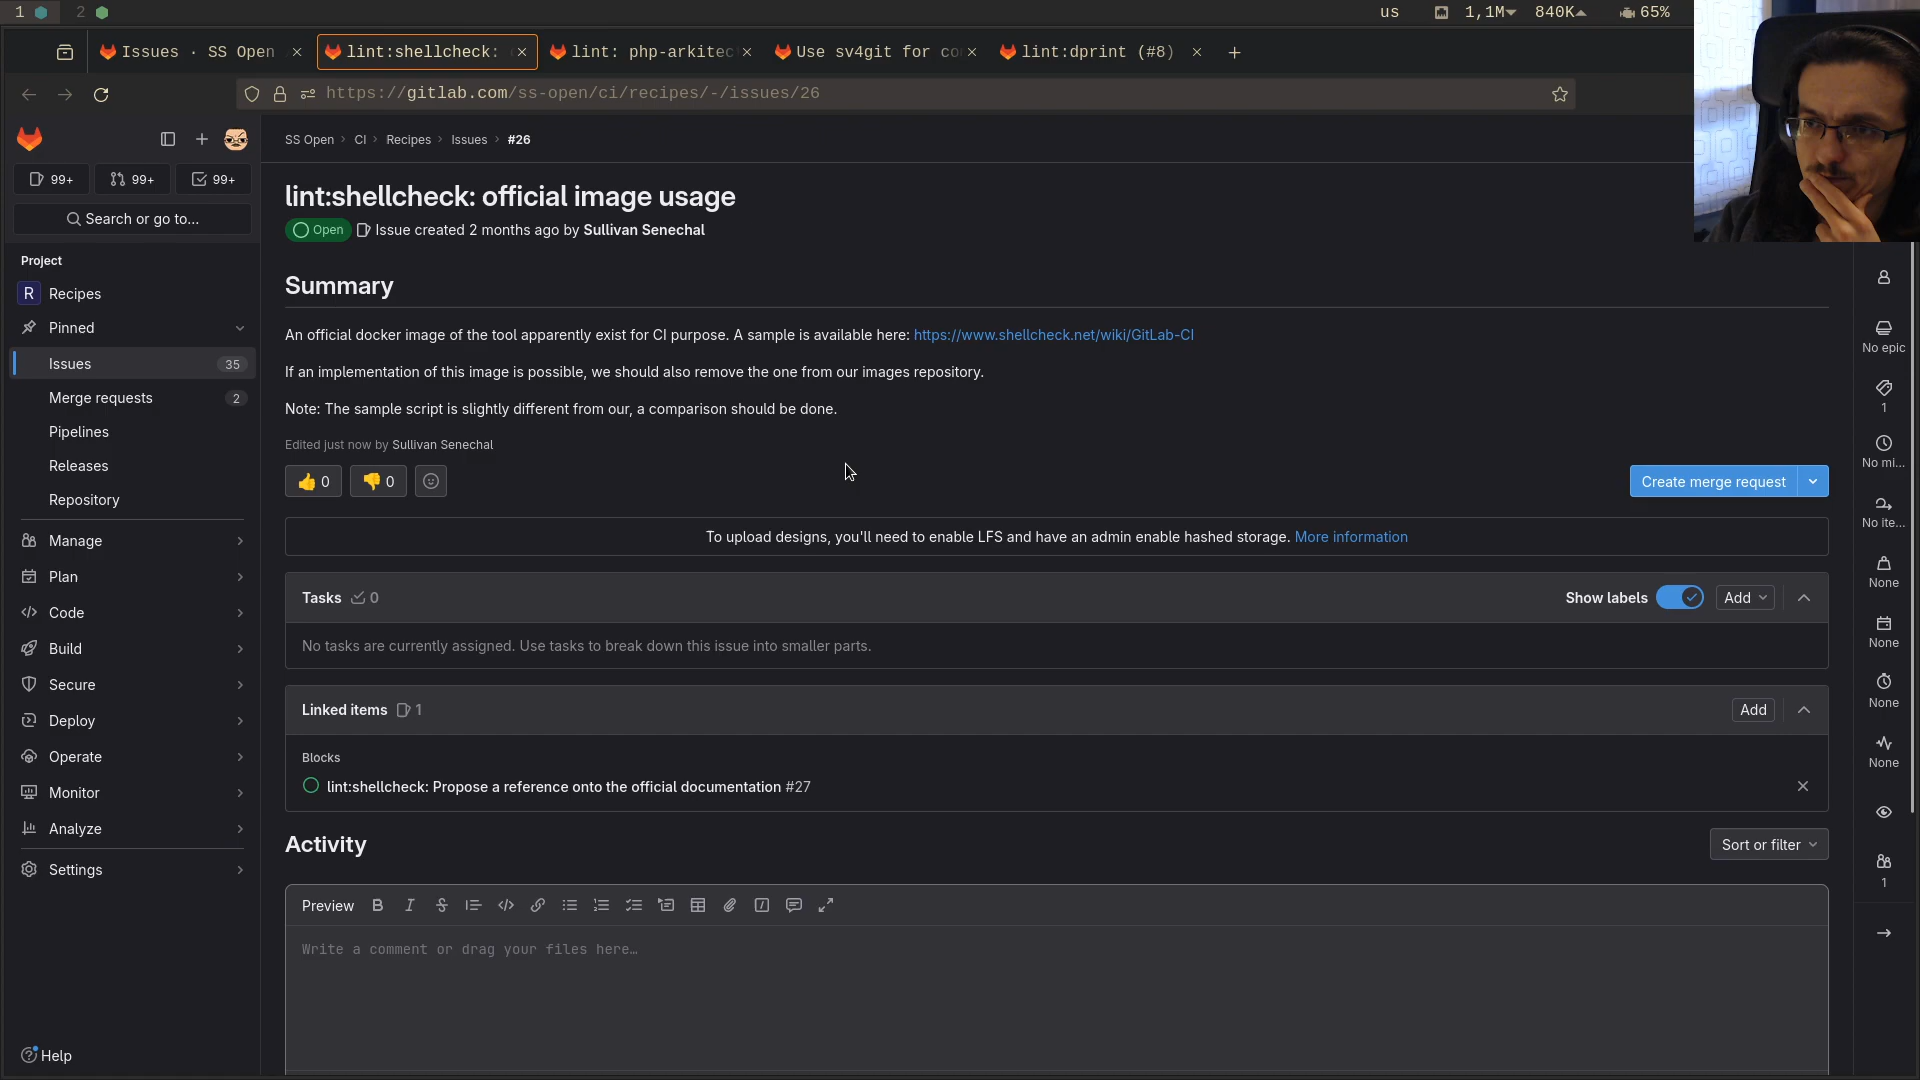 1 2 us 1,1M 840K 65%
Issues · SS Open lint:shellcheck: lint: php-arkitec Use sv4git for co lint:dprint (#8)
https://gitlab.com/ss-open/ci/recipes/-/issues/26
SS Open › CI › Recipes › Issues › #26
99+ 99+ 99+
Search or go to...
Project
R Recipes
Pinned
Issues 35
Merge requests 2
Pipelines
Releases
Repository
Manage
Plan
Code
Build
Secure
Deploy
Operate
Monitor
Analyze
Settings
Help
lint:shellcheck: official image usage
Open Issue created 2 months ago by Sullivan Senechal
Summary
An official docker image of the tool apparently exist for CI purpose. A sample is available here: https://www.shellcheck.net/wiki/GitLab-CI
If an implementation of this image is possible, we should also remove the one from our images repository.
Note: The sample script is slightly different from our, a comparison should be done.
Edited just now by Sullivan Senechal
0 0
Create merge request
To upload designs, you'll need to enable LFS and have an admin enable hashed storage. More information
Tasks 0 Show labels Add
No tasks are currently assigned. Use tasks to break down this issue into smaller parts.
Linked items 1 Add
Blocks
lint:shellcheck: Propose a reference onto the official documentation #27
Activity Sort or filter
Preview
Write a comment or drag your files here…
No epic
1
No mi...
No ite...
None
None
None
None
1